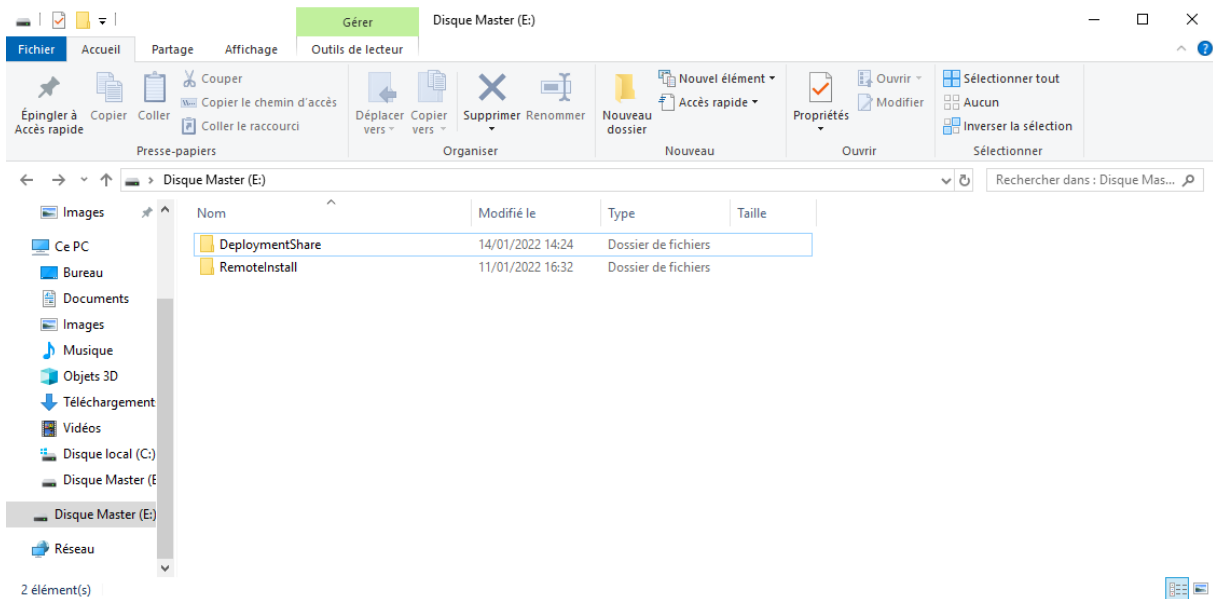 Gérer
Disque Master (E:)
Fichier
Accueil
Partage
Affichage
Outils de lecteur
Épingler à
Accès rapide
Copier
Coller
Couper
Copier le chemin d'accès
Coller le raccourci
Presse-papiers
Déplacer
vers
Copier
vers
Supprimer
Renommer
Organiser
Nouveau
dossier
Nouvel élément
Accès rapide
Nouveau
Propriétés
Ouvrir
Modifier
Ouvrir
Sélectionner tout
Aucun
Inverser la sélection
Sélectionner
Disque Master (E:)
Rechercher dans : Disque Mas...
Images
Ce PC
Bureau
Documents
Images
Musique
Objets 3D
Téléchargement
Vidéos
Disque local (C:)
Disque Master (E
Disque Master (E:)
Réseau
Nom Modifié le Type Taille
DeploymentShare 14/01/2022 14:24 Dossier de fichiers
RemoteInstall 11/01/2022 16:32 Dossier de fichiers
2 élément(s)